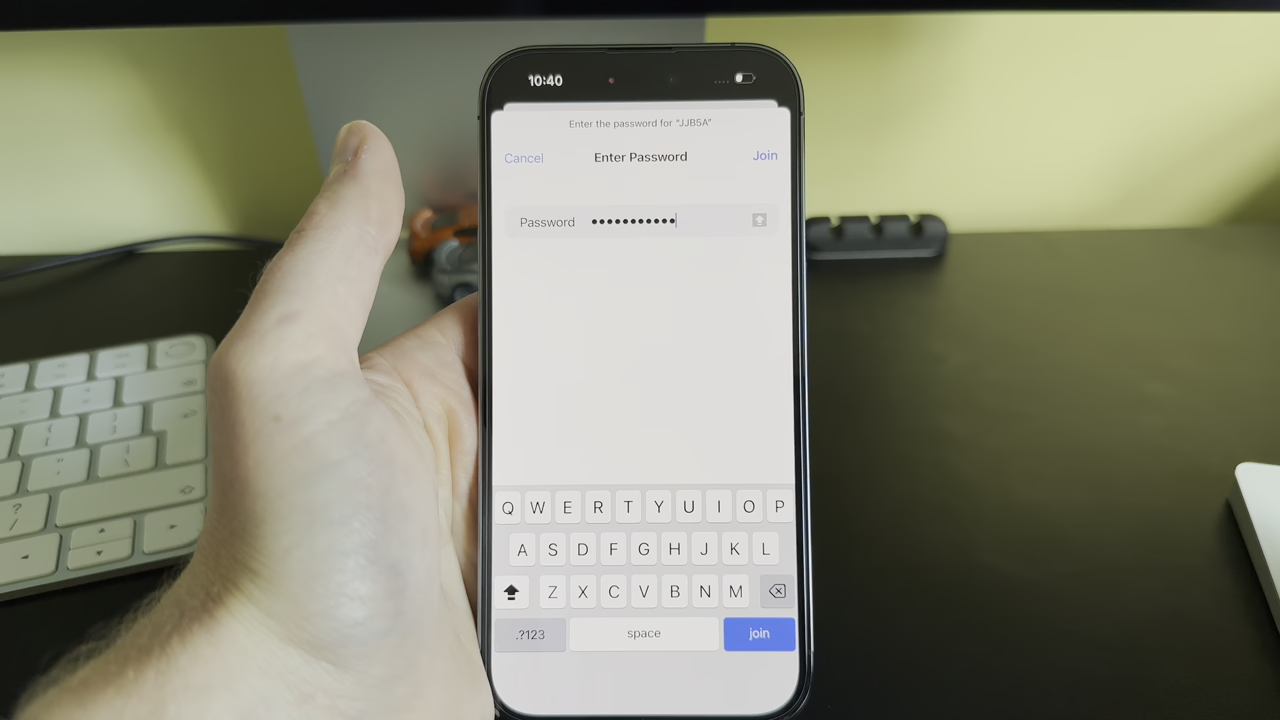 10:40
Enter the password for "JJB5A"
Cancel Enter Password Join
Password •••••••••••
Q W E R T Y U I O P
A S D F G H J K L
Z X C V B N M
.?123 space join